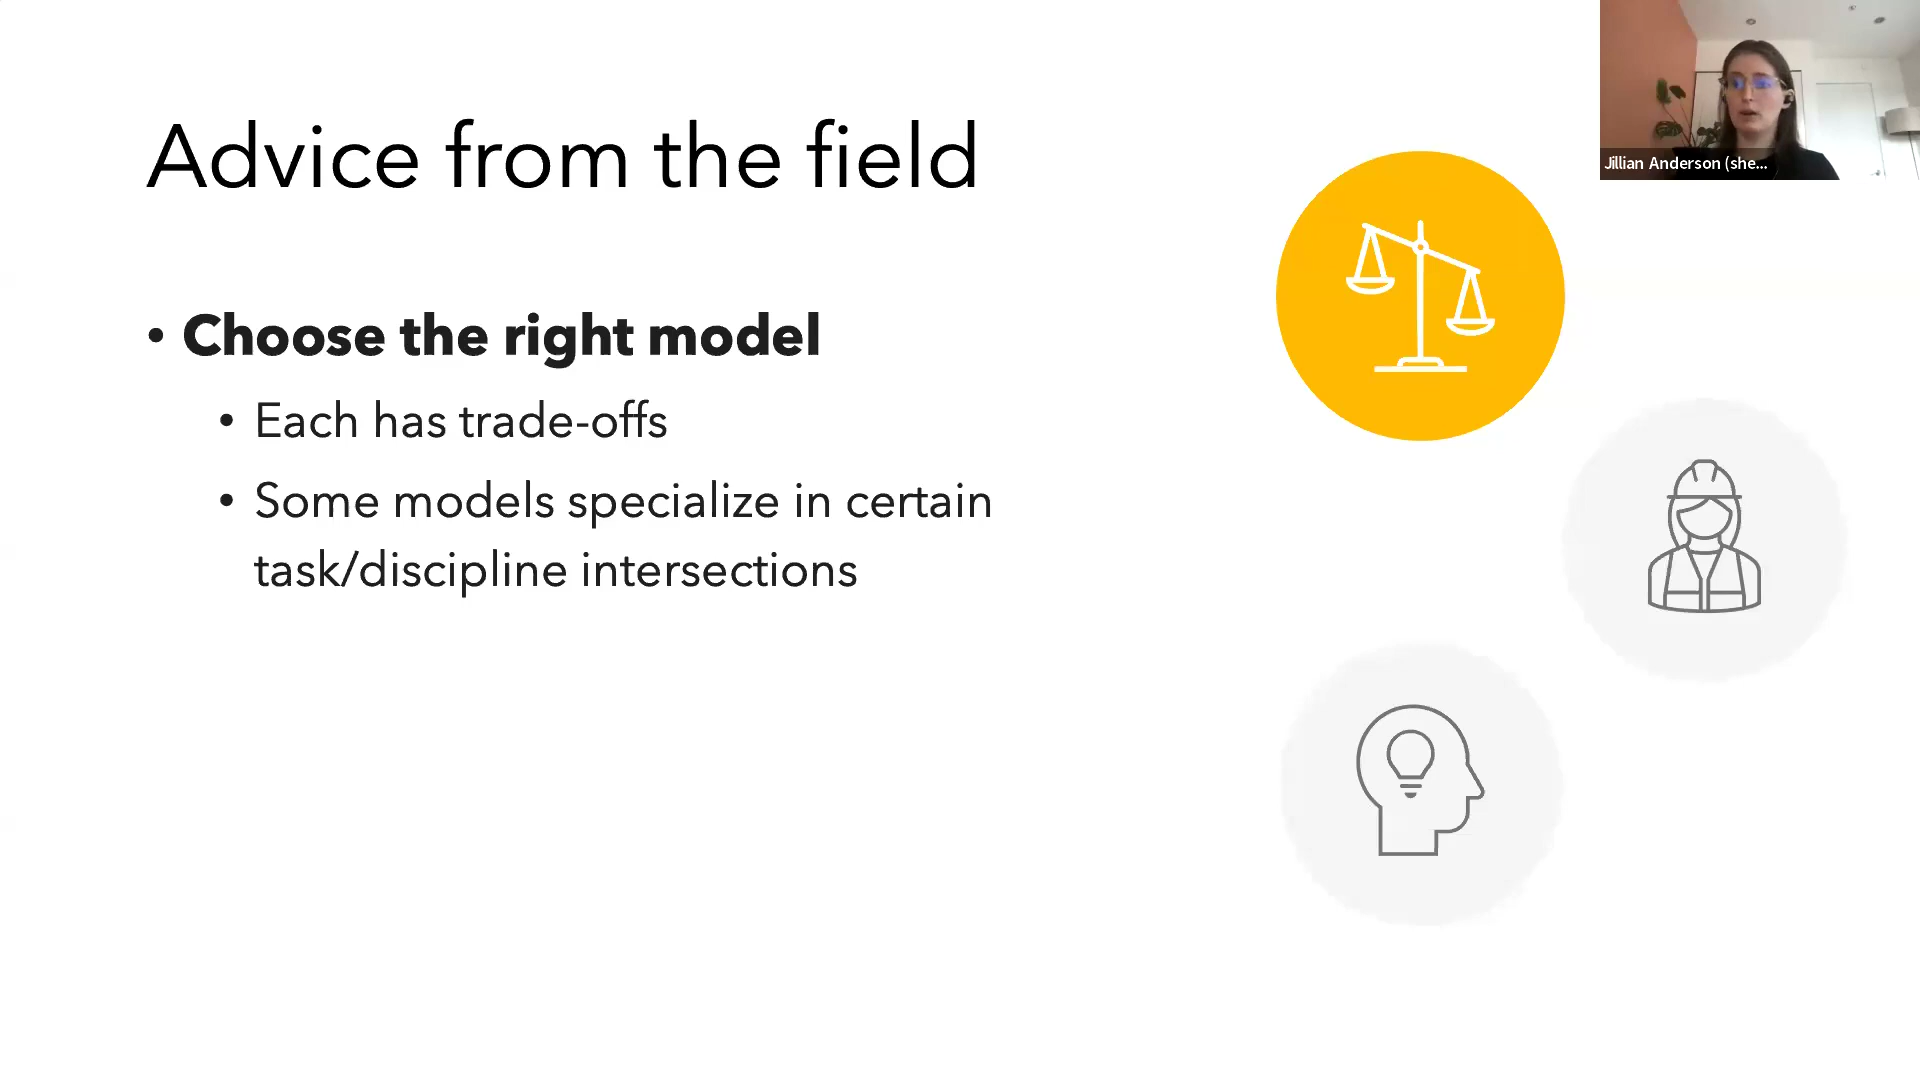 Advice from the field
• Choose the right model
• Each has trade-offs
• Some models specialize in certain
task/discipline intersections
Jillian Anderson (she...